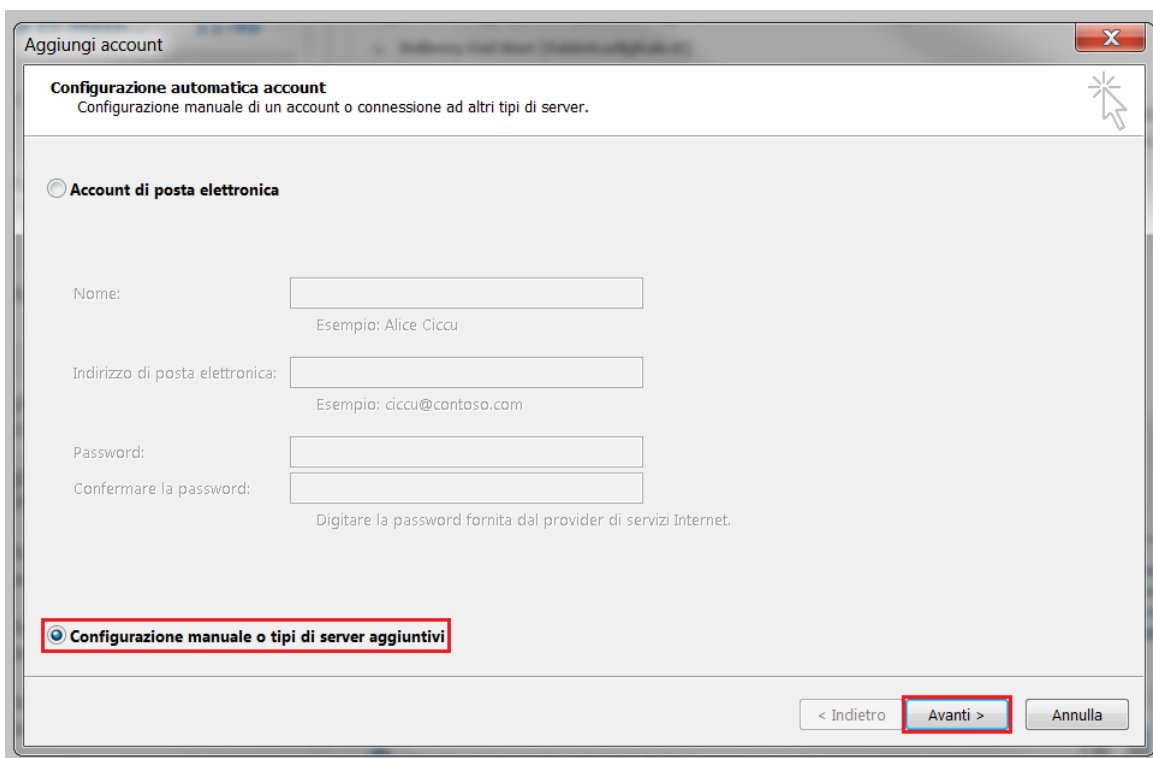 Aggiungi account
Configurazione automatica account
Configurazione manuale di un account o connessione ad altri tipi di server.
Account di posta elettronica
Nome:
Esempio: Alice Ciccu
Indirizzo di posta elettronica:
Esempio: ciccu@contoso.com
Password:
Confermare la password:
Digitare la password fornita dal provider di servizi Internet.
Configurazione manuale o tipi di server aggiuntivi
< Indietro Avanti > Annulla